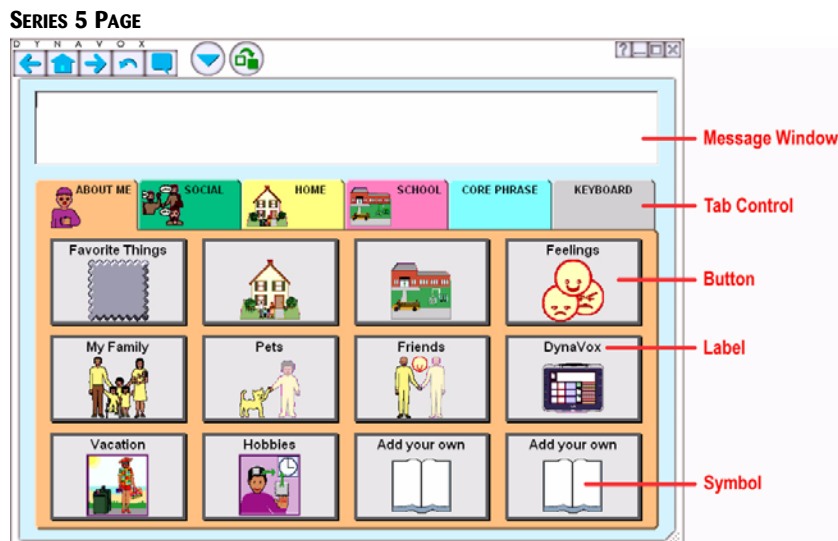 SERIES 5 PAGE
D Y N A V O X
?
Message Window
ABOUT ME SOCIAL HOME SCHOOL CORE PHRASE KEYBOARD
Tab Control
Favorite Things Feelings
Button
My Family Pets Friends DynaVox
Label
Vacation Hobbies Add your own Add your own
Symbol